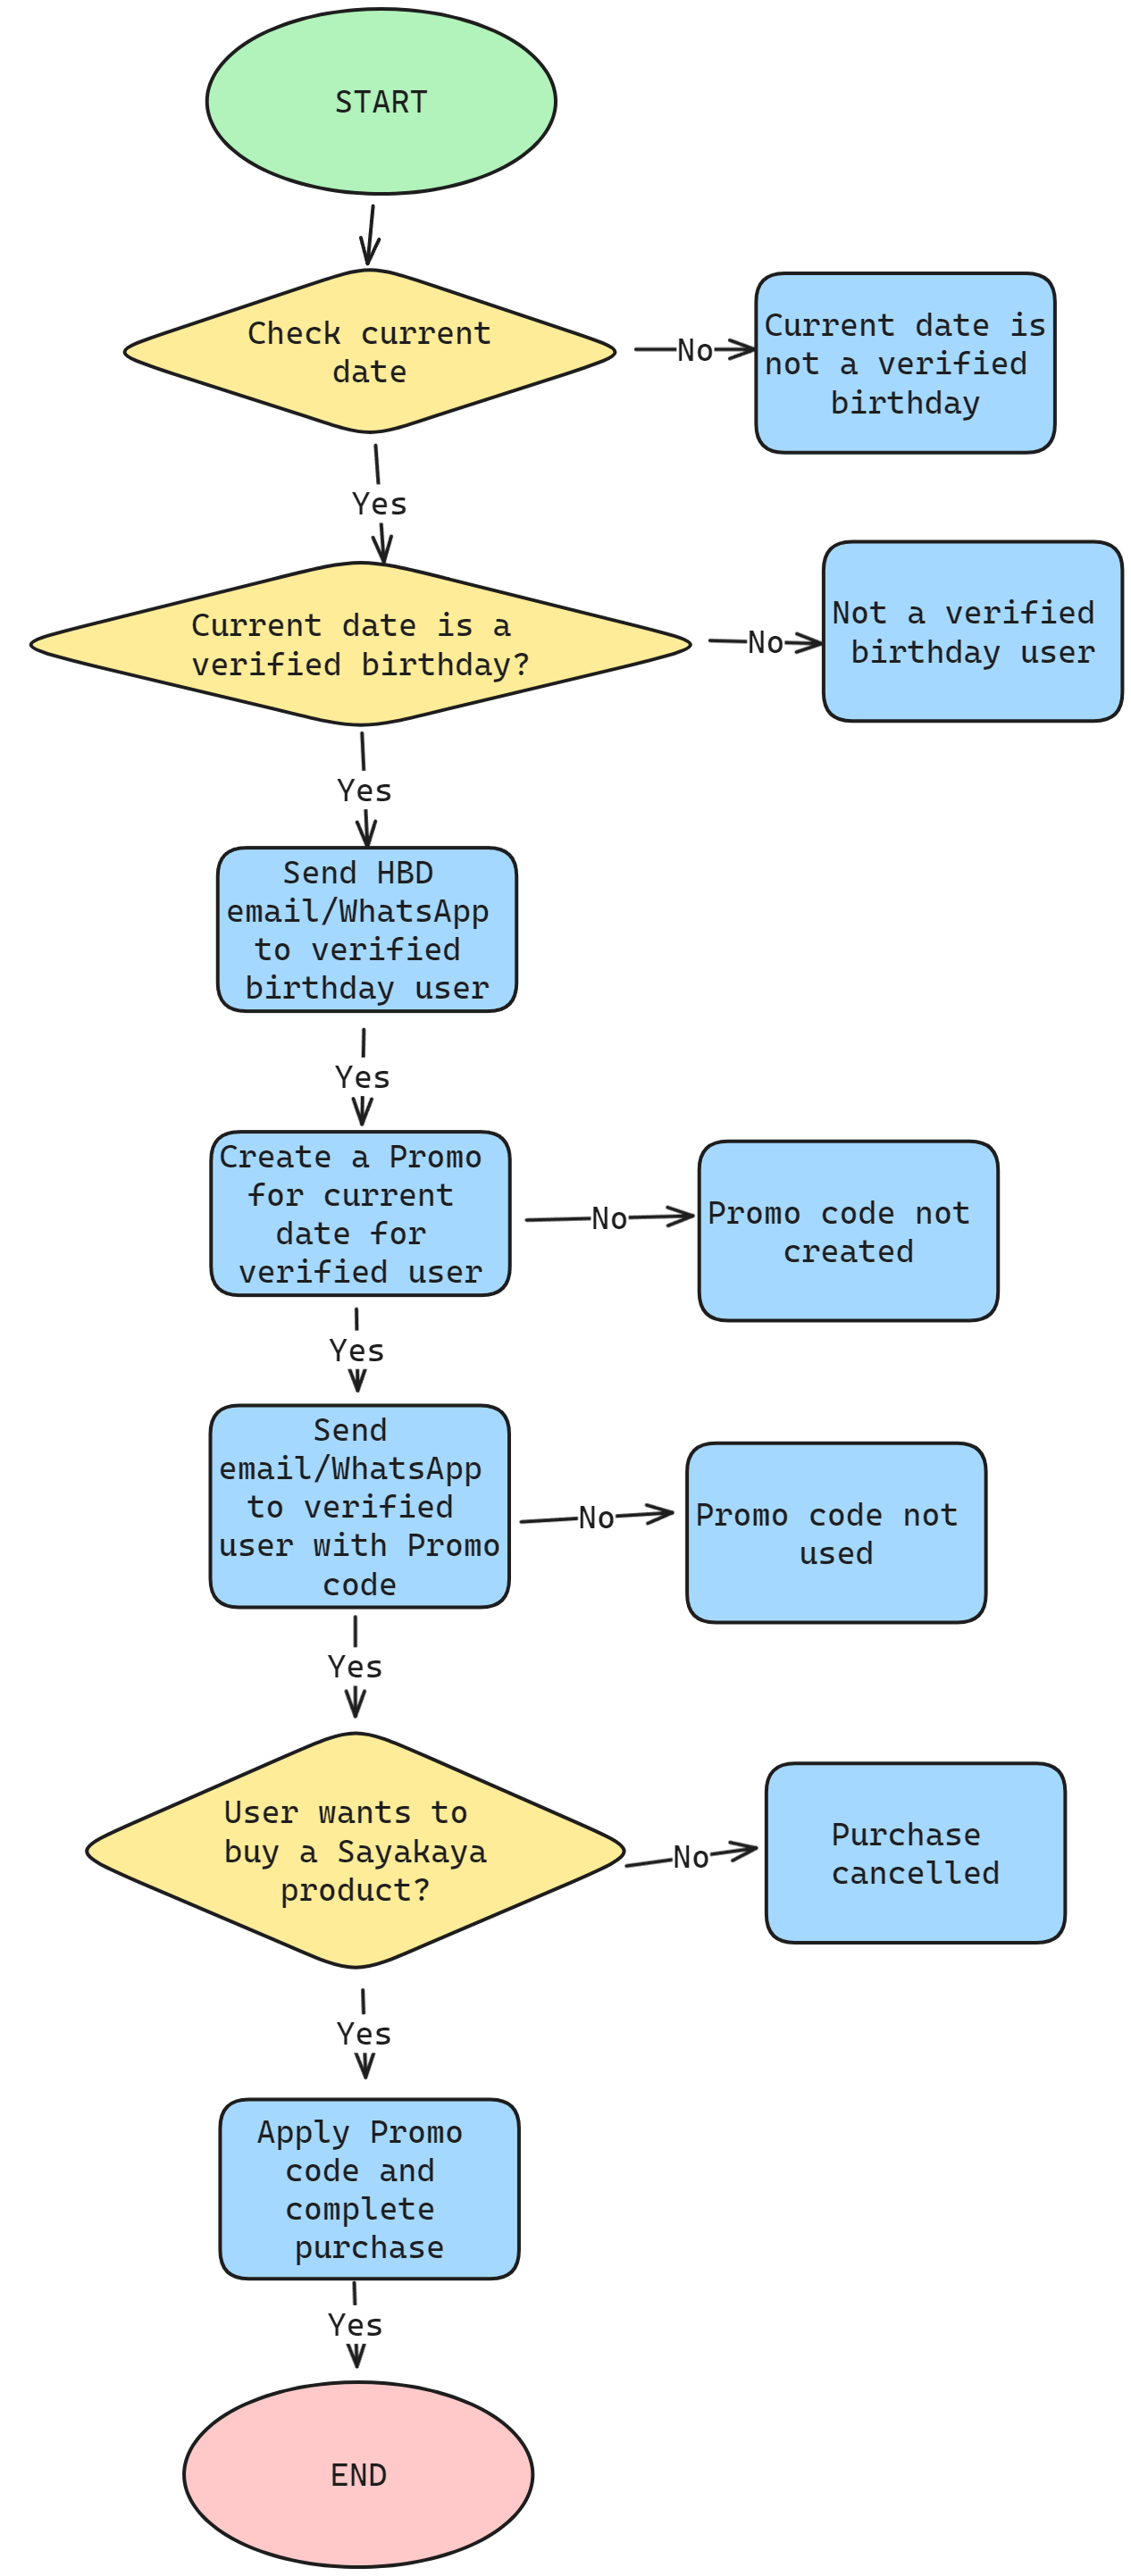 START
Check current
date
No
Current date is
not a verified
birthday
Yes
Current date is a
verified birthday?
No
Not a verified
birthday user
Yes
Send HBD
email/WhatsApp
to verified
birthday user
Yes
Create a Promo
for current
date for
verified user
No
Promo code not
created
Yes
Send
email/WhatsApp
to verified
user with Promo
code
No
Promo code not
used
Yes
User wants to
buy a Sayakaya
product?
No
Purchase
cancelled
Yes
Apply Promo
code and
complete
purchase
Yes
END